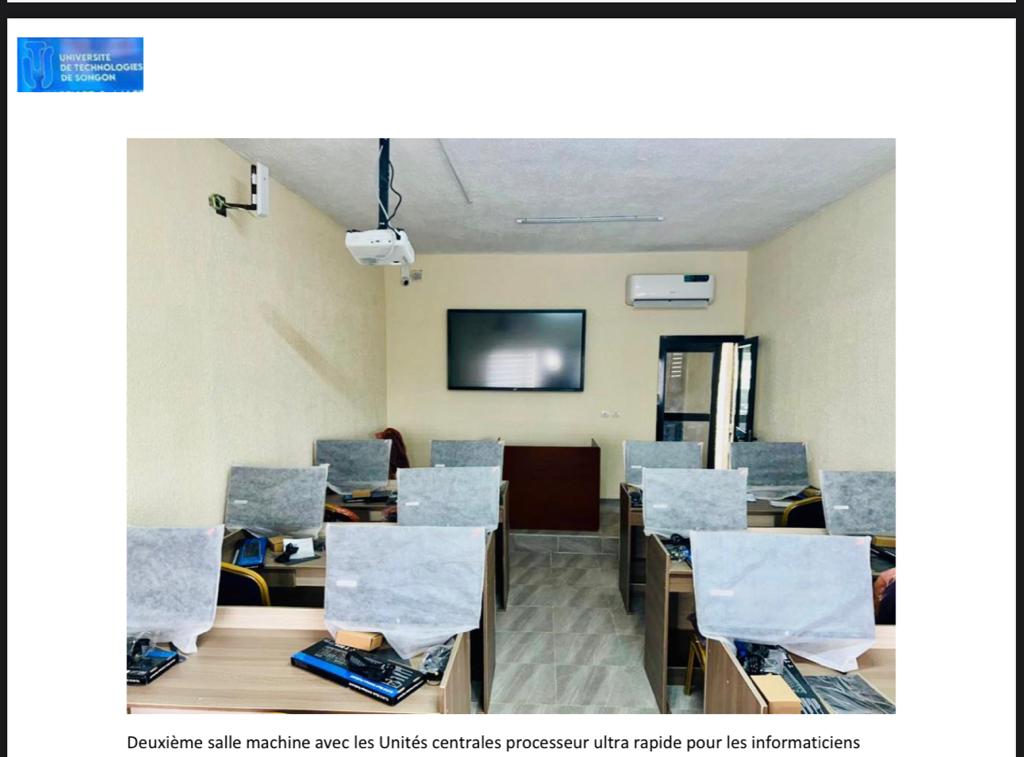 UNIVERSITE
DE TECHNOLOGIES
DE SONGON
Deuxième salle machine avec les Unités centrales processeur ultra rapide pour les informaticiens